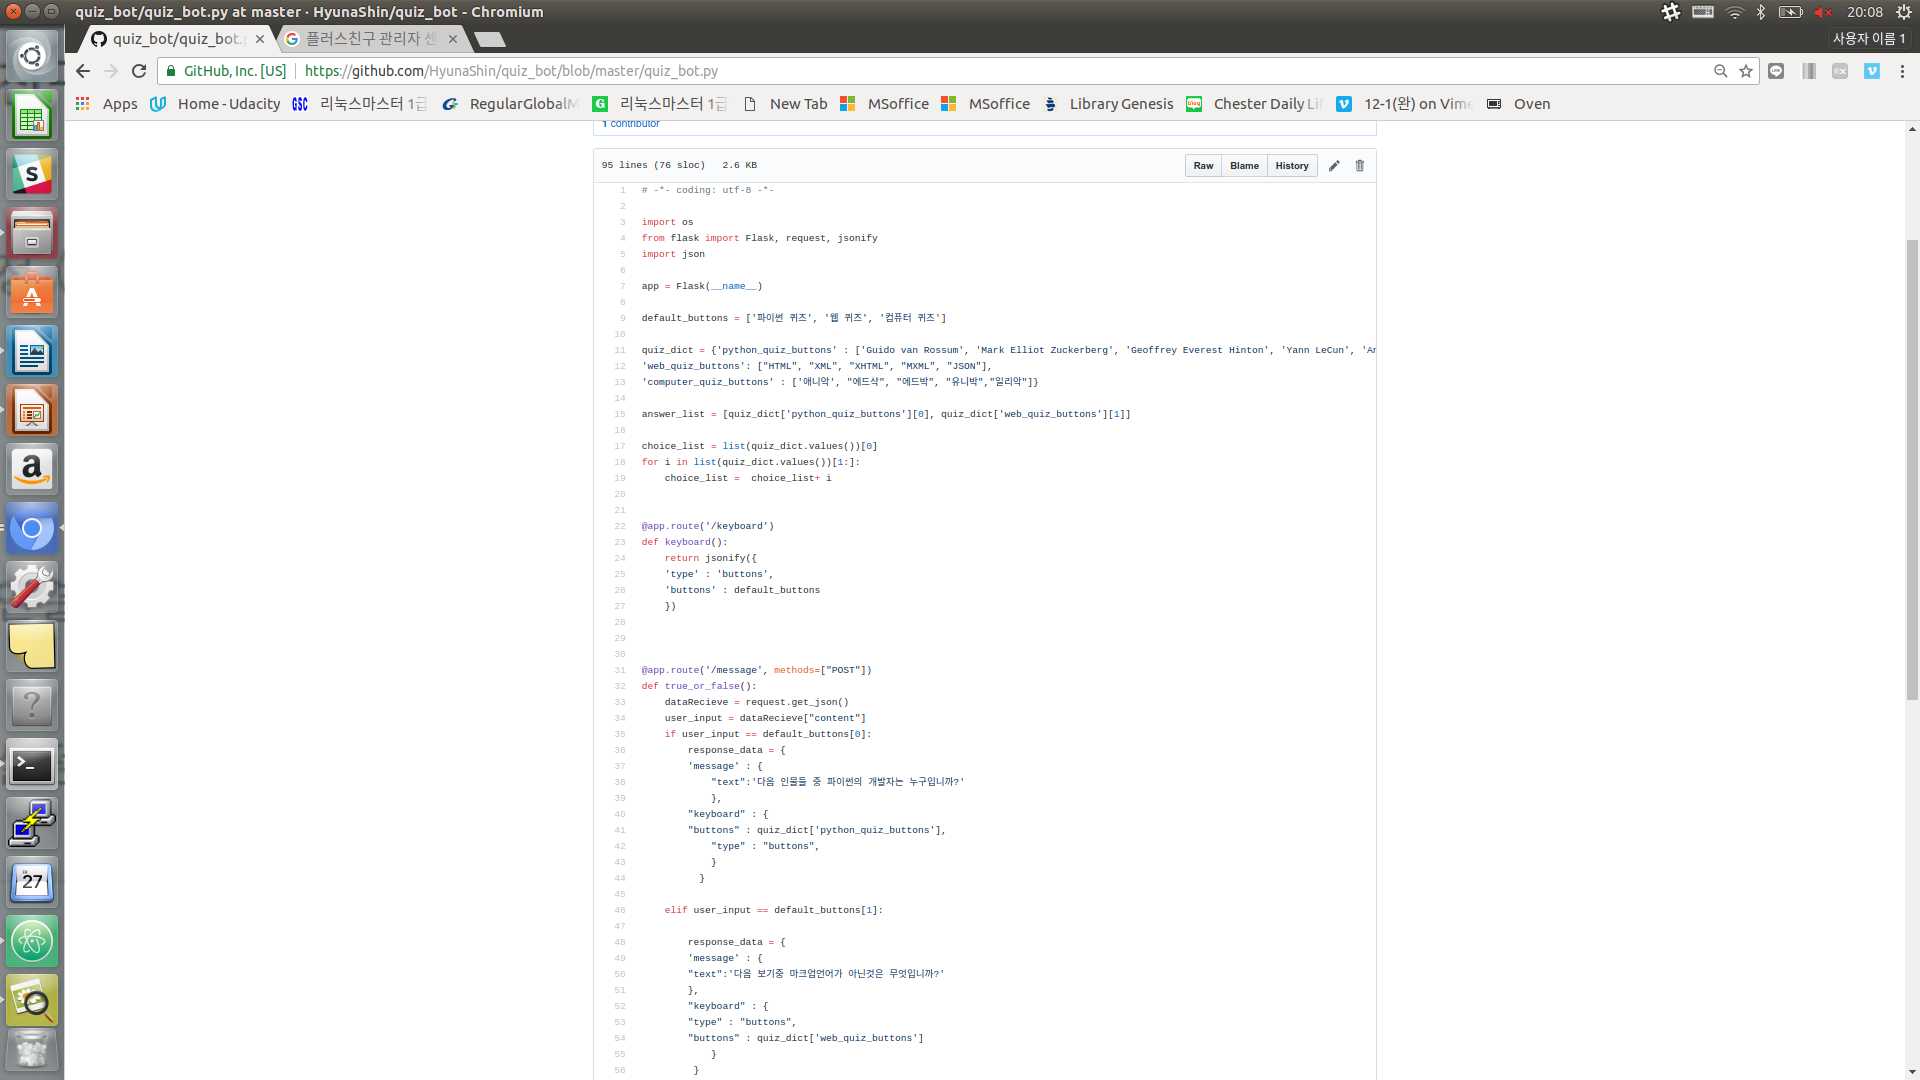 quiz_bot/quiz_bot.py at master · HyunaShin/quiz_bot - Chromium
20:08
quiz_bot/quiz_bot.
플러스친구 관리자 센
사용자 이름 1
GitHub, Inc. [US]
https://github.com/HyunaShin/quiz_bot/blob/master/quiz_bot.py
Apps
Home - Udacity
GSC
리눅스마스터 1급
RegularGlobalM
리눅스마스터 1급
New Tab
MSoffice
MSoffice
Library Genesis
Chester Daily Li
12-1(완) on Vime
Oven
1 contributor
95 lines (76 sloc) 2.6 KB
Raw
Blame
History
1 # -*- coding: utf-8 -*-
2
3 import os
4 from flask import Flask, request, jsonify
5 import json
6
7 app = Flask(__name__)
8
9 default_buttons = ['파이썬 퀴즈', '웹 퀴즈', '컴퓨터 퀴즈']
10
11 quiz_dict = {'python_quiz_buttons' : ['Guido van Rossum', 'Mark Elliot Zuckerberg', 'Geoffrey Everest Hinton', 'Yann LeCun', 'An
12 'web_quiz_buttons': ["HTML", "XML", "XHTML", "MXML", "JSON"],
13 'computer_quiz_buttons' : ['애니악', "에드삭", "에드박", "유니박","일리악"]}
14
15 answer_list = [quiz_dict['python_quiz_buttons'][0], quiz_dict['web_quiz_buttons'][1]]
16
17 choice_list = list(quiz_dict.values())[0]
18 for i in list(quiz_dict.values())[1:]:
19     choice_list =  choice_list+ i
20
21
22 @app.route('/keyboard')
23 def keyboard():
24     return jsonify({
25     'type' : 'buttons',
26     'buttons' : default_buttons
27     })
28
29
30
31 @app.route('/message', methods=["POST"])
32 def true_or_false():
33     dataRecieve = request.get_json()
34     user_input = dataRecieve["content"]
35     if user_input == default_buttons[0]:
36         response_data = {
37         'message' : {
38             "text":'다음 인물들 중 파이썬의 개발자는 누구입니까?'
39             },
40         "keyboard" : {
41         "buttons" : quiz_dict['python_quiz_buttons'],
42             "type" : "buttons",
43             }
44           }
45
46     elif user_input == default_buttons[1]:
47
48         response_data = {
49         'message' : {
50         "text":'다음 보기중 마크업언어가 아닌것은 무엇입니까?'
51         },
52         "keyboard" : {
53         "type" : "buttons",
54         "buttons" : quiz_dict['web_quiz_buttons']
55             }
56          }
27